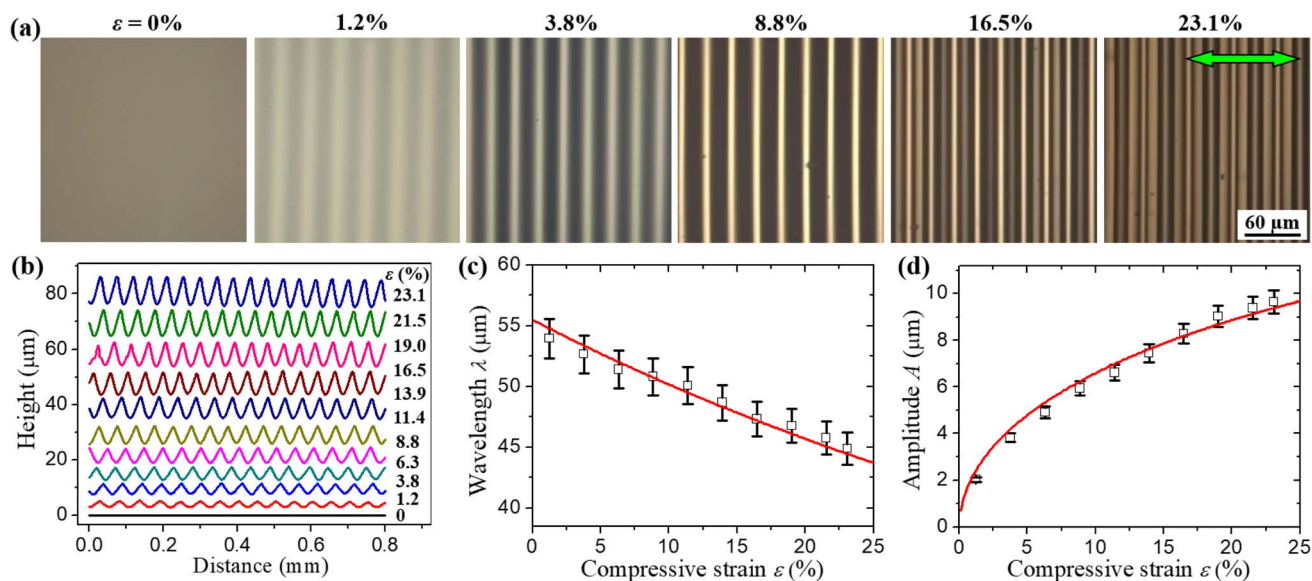 (a)
ε = 0%
1.2%
3.8%
8.8%
16.5%
23.1%
60 µm
(b)
Height (µm)
80
60
40
20
0
ε (%)
23.1
21.5
19.0
16.5
13.9
11.4
8.8
6.3
3.8
1.2
0
0.0 0.2 0.4 0.6 0.8
Distance (mm)
(c)
Wavelength λ (µm)
60
55
50
45
40
0 5 10 15 20 25
Compressive strain ε (%)
(d)
Amplitude A (µm)
10
8
6
4
2
0
0 5 10 15 20 25
Compressive strain ε (%)